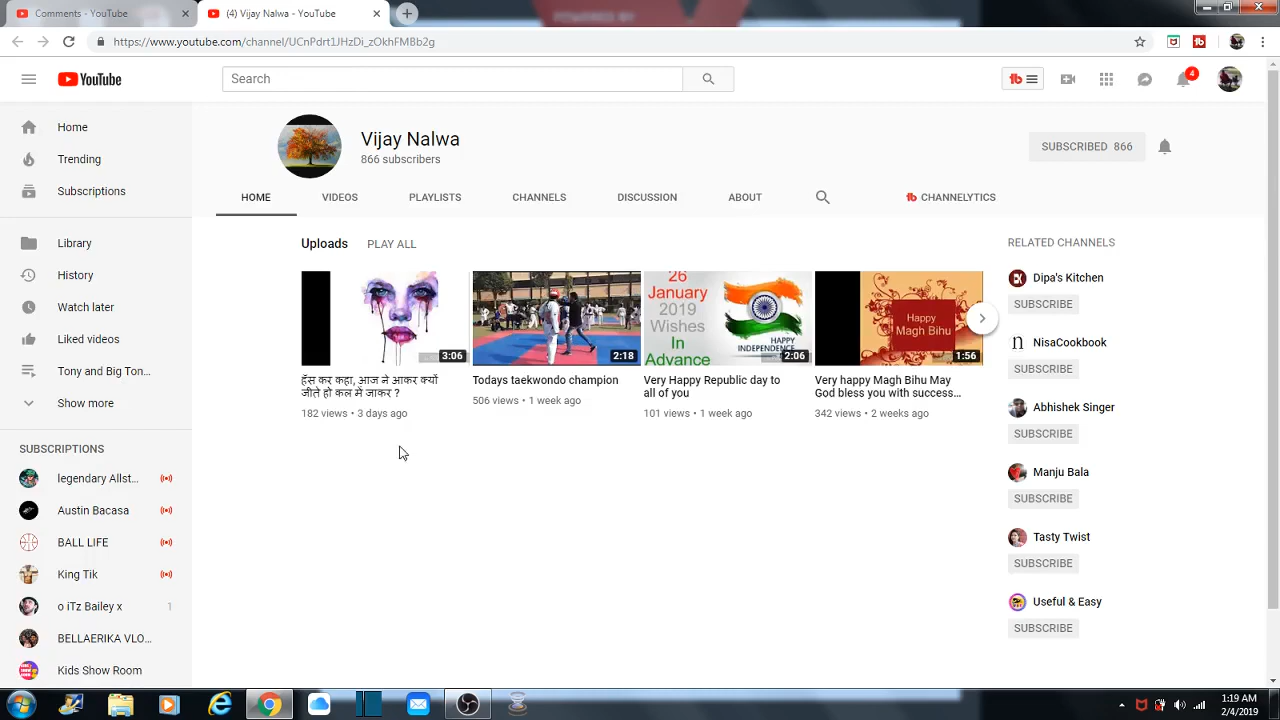 Comments - YouTube
(4) Vijay Nalwa - YouTube
POWERED BY
https://www.youtube.com/channel/UCnPdrt1JHzDi_zOkhFMBb2g
YouTube
Search
4
Home
Trending
Subscriptions
Library
History
Watch later
Liked videos
Tony and Big Ton...
Show more
SUBSCRIPTIONS
legendary Allst...
Austin Bacasa
BALL LIFE
King Tik
o iTz Bailey x 1
BELLAERIKA VLO...
Kids Show Room
Vijay Nalwa
866 subscribers
SUBSCRIBED 866
HOME VIDEOS PLAYLISTS CHANNELS DISCUSSION ABOUT CHANNELYTICS
Uploads PLAY ALL
3:06
हँस कर कहा, आज ने आकर क्यों
जीते हो कल में जाकर ?
182 views • 3 days ago
2:18
Todays taekwondo champion
506 views • 1 week ago
26
January
2019
Wishes
In
Advance
HAPPY
INDEPENDENCE
2:06
Very Happy Republic day to
all of you
101 views • 1 week ago
Happy
Magh Bihu
1:56
Very happy Magh Bihu May
God bless you with success...
342 views • 2 weeks ago
RELATED CHANNELS
Dipa's Kitchen
SUBSCRIBE
n NisaCookbook
SUBSCRIBE
Abhishek Singer
SUBSCRIBE
Manju Bala
SUBSCRIBE
Tasty Twist
SUBSCRIBE
Useful & Easy
SUBSCRIBE
1:19 AM
2/4/2019